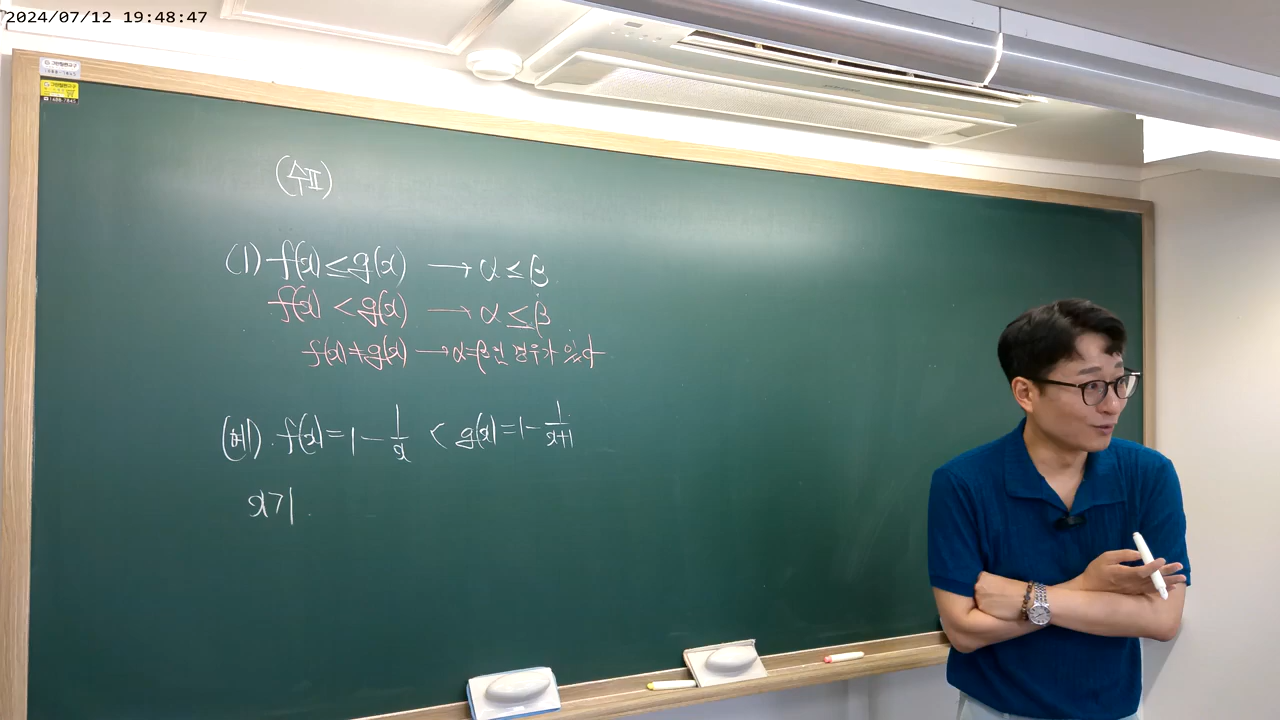 2024/07/12 19:48:47
(수Ⅱ)
(1) f(x)≤g(x) → α≤β
f(x)<g(x) → α≤β
f(x)≠g(x) → α=β인 경우가 있다
(예1). f(x)=1-1/x < g(x)=1-1/(x+1)
x>1.